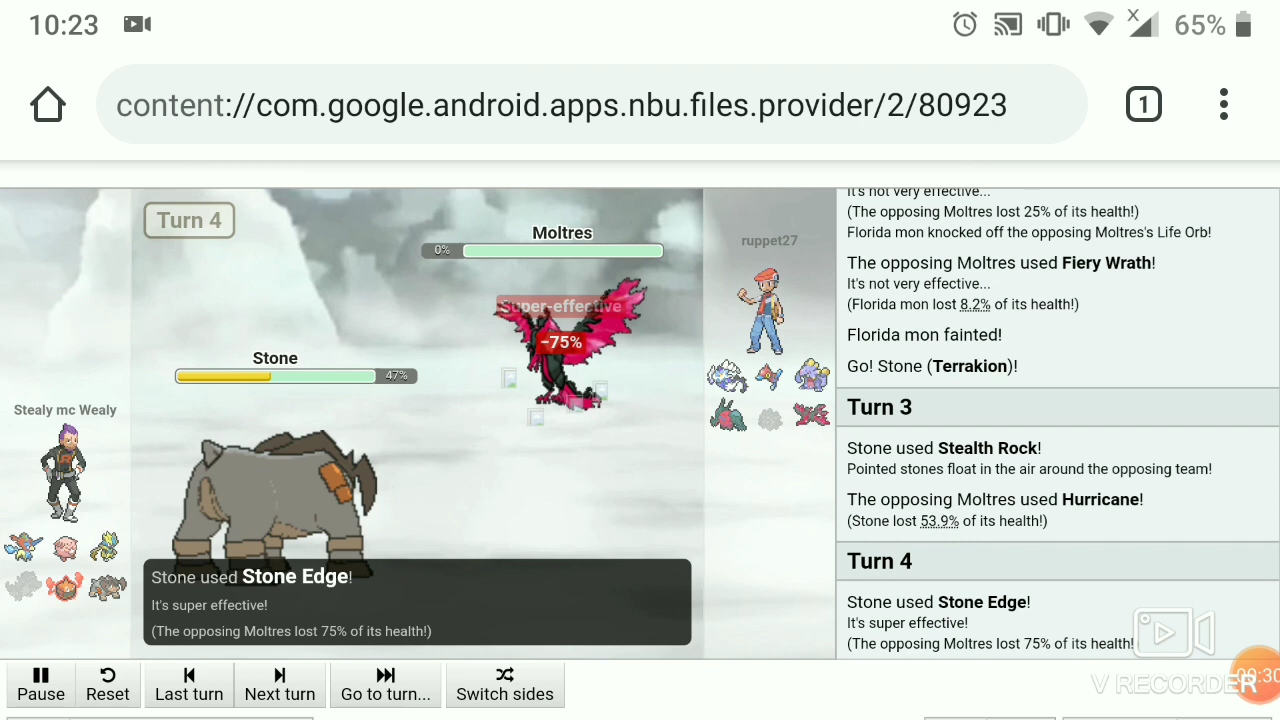 10:23
X
65%
content://com.google.android.apps.nbu.files.provider/2/80923
1
Turn 4
Moltres
0%
Super-effective
-75%
Stone
47%
Stealy mc Wealy
ruppet27
Stone used Stone Edge!
It's super effective!
(The opposing Moltres lost 75% of its health!)
It's not very effective...
(The opposing Moltres lost 25% of its health!)
Florida mon knocked off the opposing Moltres's Life Orb!
The opposing Moltres used Fiery Wrath!
It's not very effective...
(Florida mon lost 8.2% of its health!)
Florida mon fainted!
Go! Stone (Terrakion)!
Turn 3
Stone used Stealth Rock!
Pointed stones float in the air around the opposing team!
The opposing Moltres used Hurricane!
(Stone lost 53.9% of its health!)
Turn 4
Stone used Stone Edge!
It's super effective!
(The opposing Moltres lost 75% of its health!
V RECORDER
00:30
Pause
Reset
Last turn
Next turn
Go to turn...
Switch sides